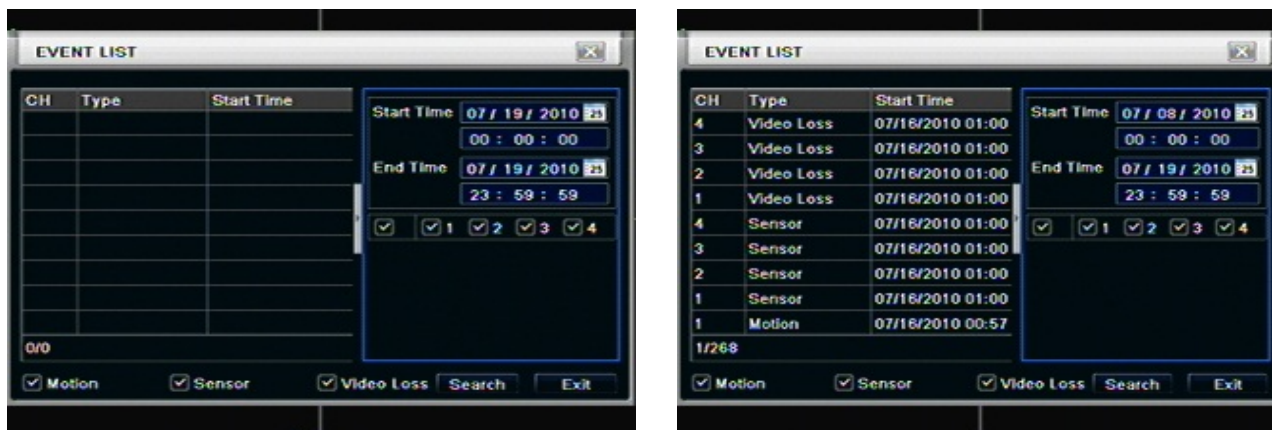 EVENT LIST
CH Type Start Time
Start Time 07 / 19 / 2010 25
00 : 00 : 00
End Time 07 / 19 / 2010 25
23 : 59 : 59
1 2 3 4
0/0
Motion Sensor Video Loss Search Exit
EVENT LIST
CH Type Start Time
4 Video Loss 07/16/2010 01:00
3 Video Loss 07/16/2010 01:00
2 Video Loss 07/16/2010 01:00
1 Video Loss 07/16/2010 01:00
4 Sensor 07/16/2010 01:00
3 Sensor 07/16/2010 01:00
2 Sensor 07/16/2010 01:00
1 Sensor 07/16/2010 01:00
1 Motion 07/16/2010 00:57
1/268
Start Time 07 / 08 / 2010 25
00 : 00 : 00
End Time 07 / 19 / 2010 25
23 : 59 : 59
1 2 3 4
Motion Sensor Video Loss Search Exit